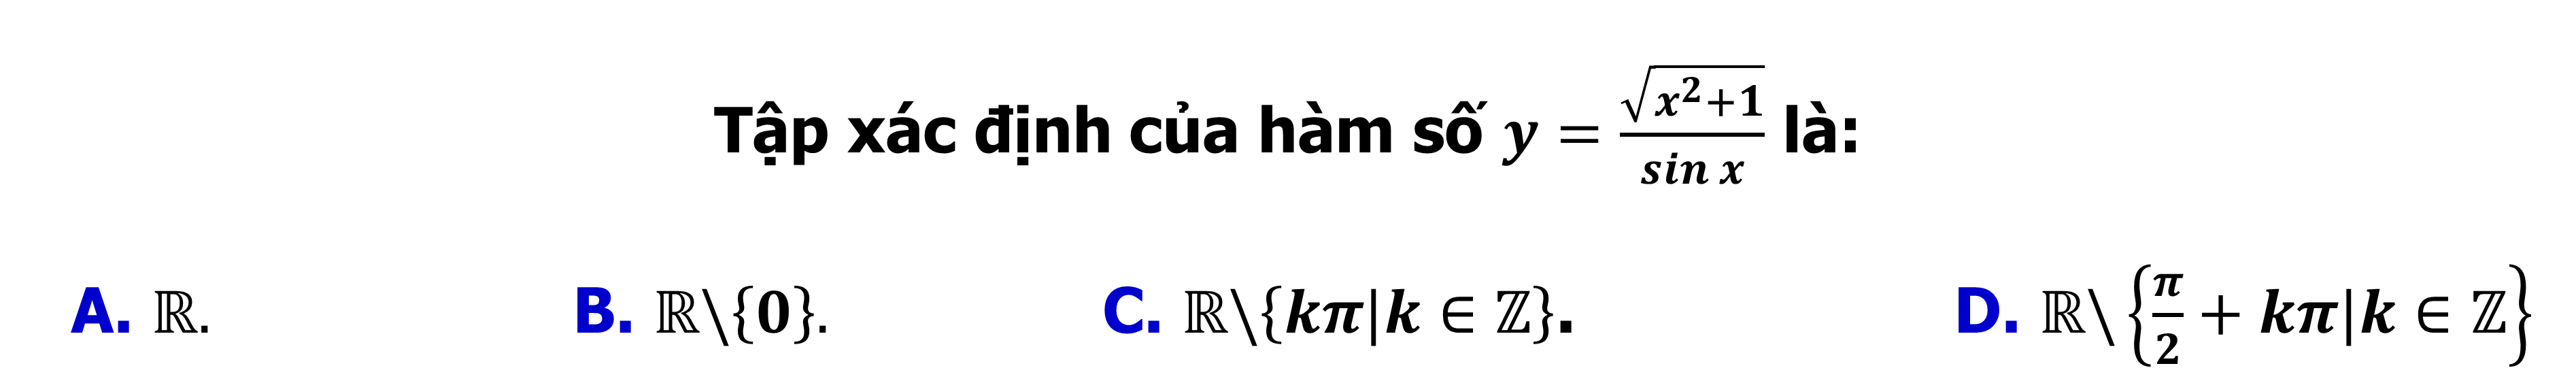 Tập xác định của hàm số y = √(x²+1) / sin x là:
A. ℝ. B. ℝ\{0}. C. ℝ\{kπ|k ∈ ℤ}. D. ℝ\{π/2 + kπ|k ∈ ℤ}